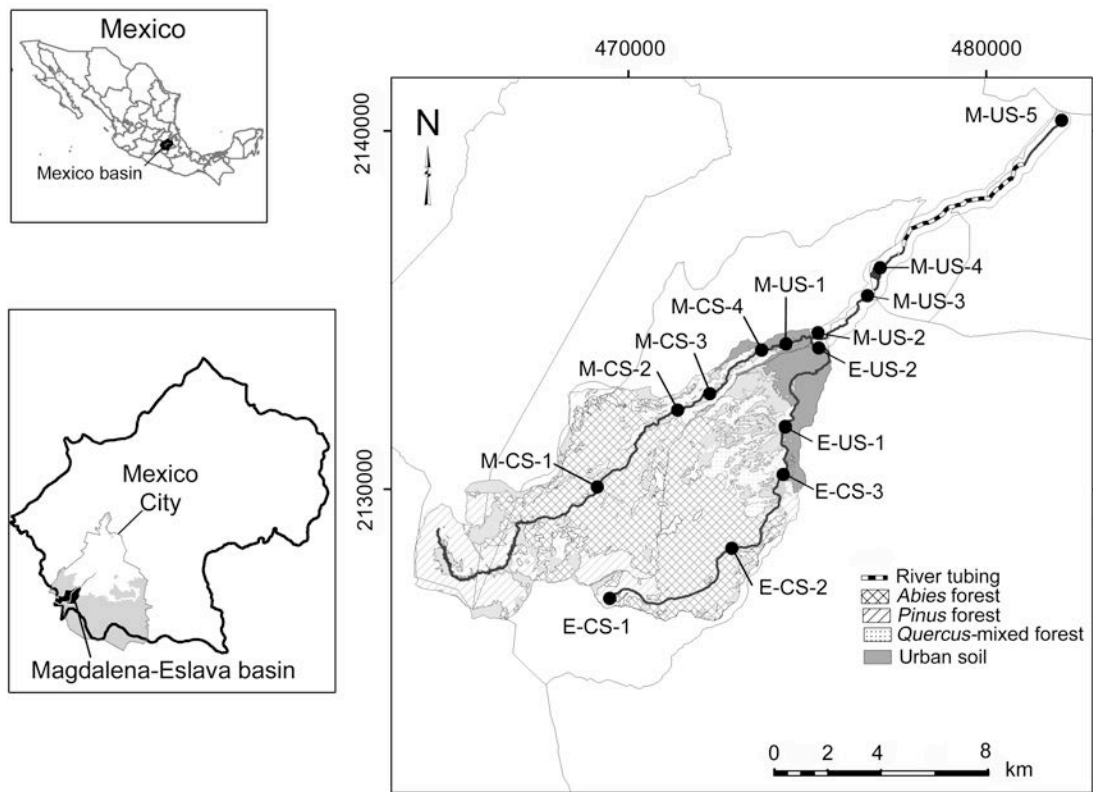 Mexico
Mexico basin
Mexico
City
Magdalena-Eslava basin
470000
480000
2140000
2130000
N
M-US-5
M-US-4
M-US-3
M-US-1
M-CS-4
M-US-2
M-CS-3
E-US-2
M-CS-2
E-US-1
M-CS-1
E-CS-3
E-CS-2
E-CS-1
River tubing
Abies forest
Pinus forest
Quercus-mixed forest
Urban soil
0 2 4 8
km